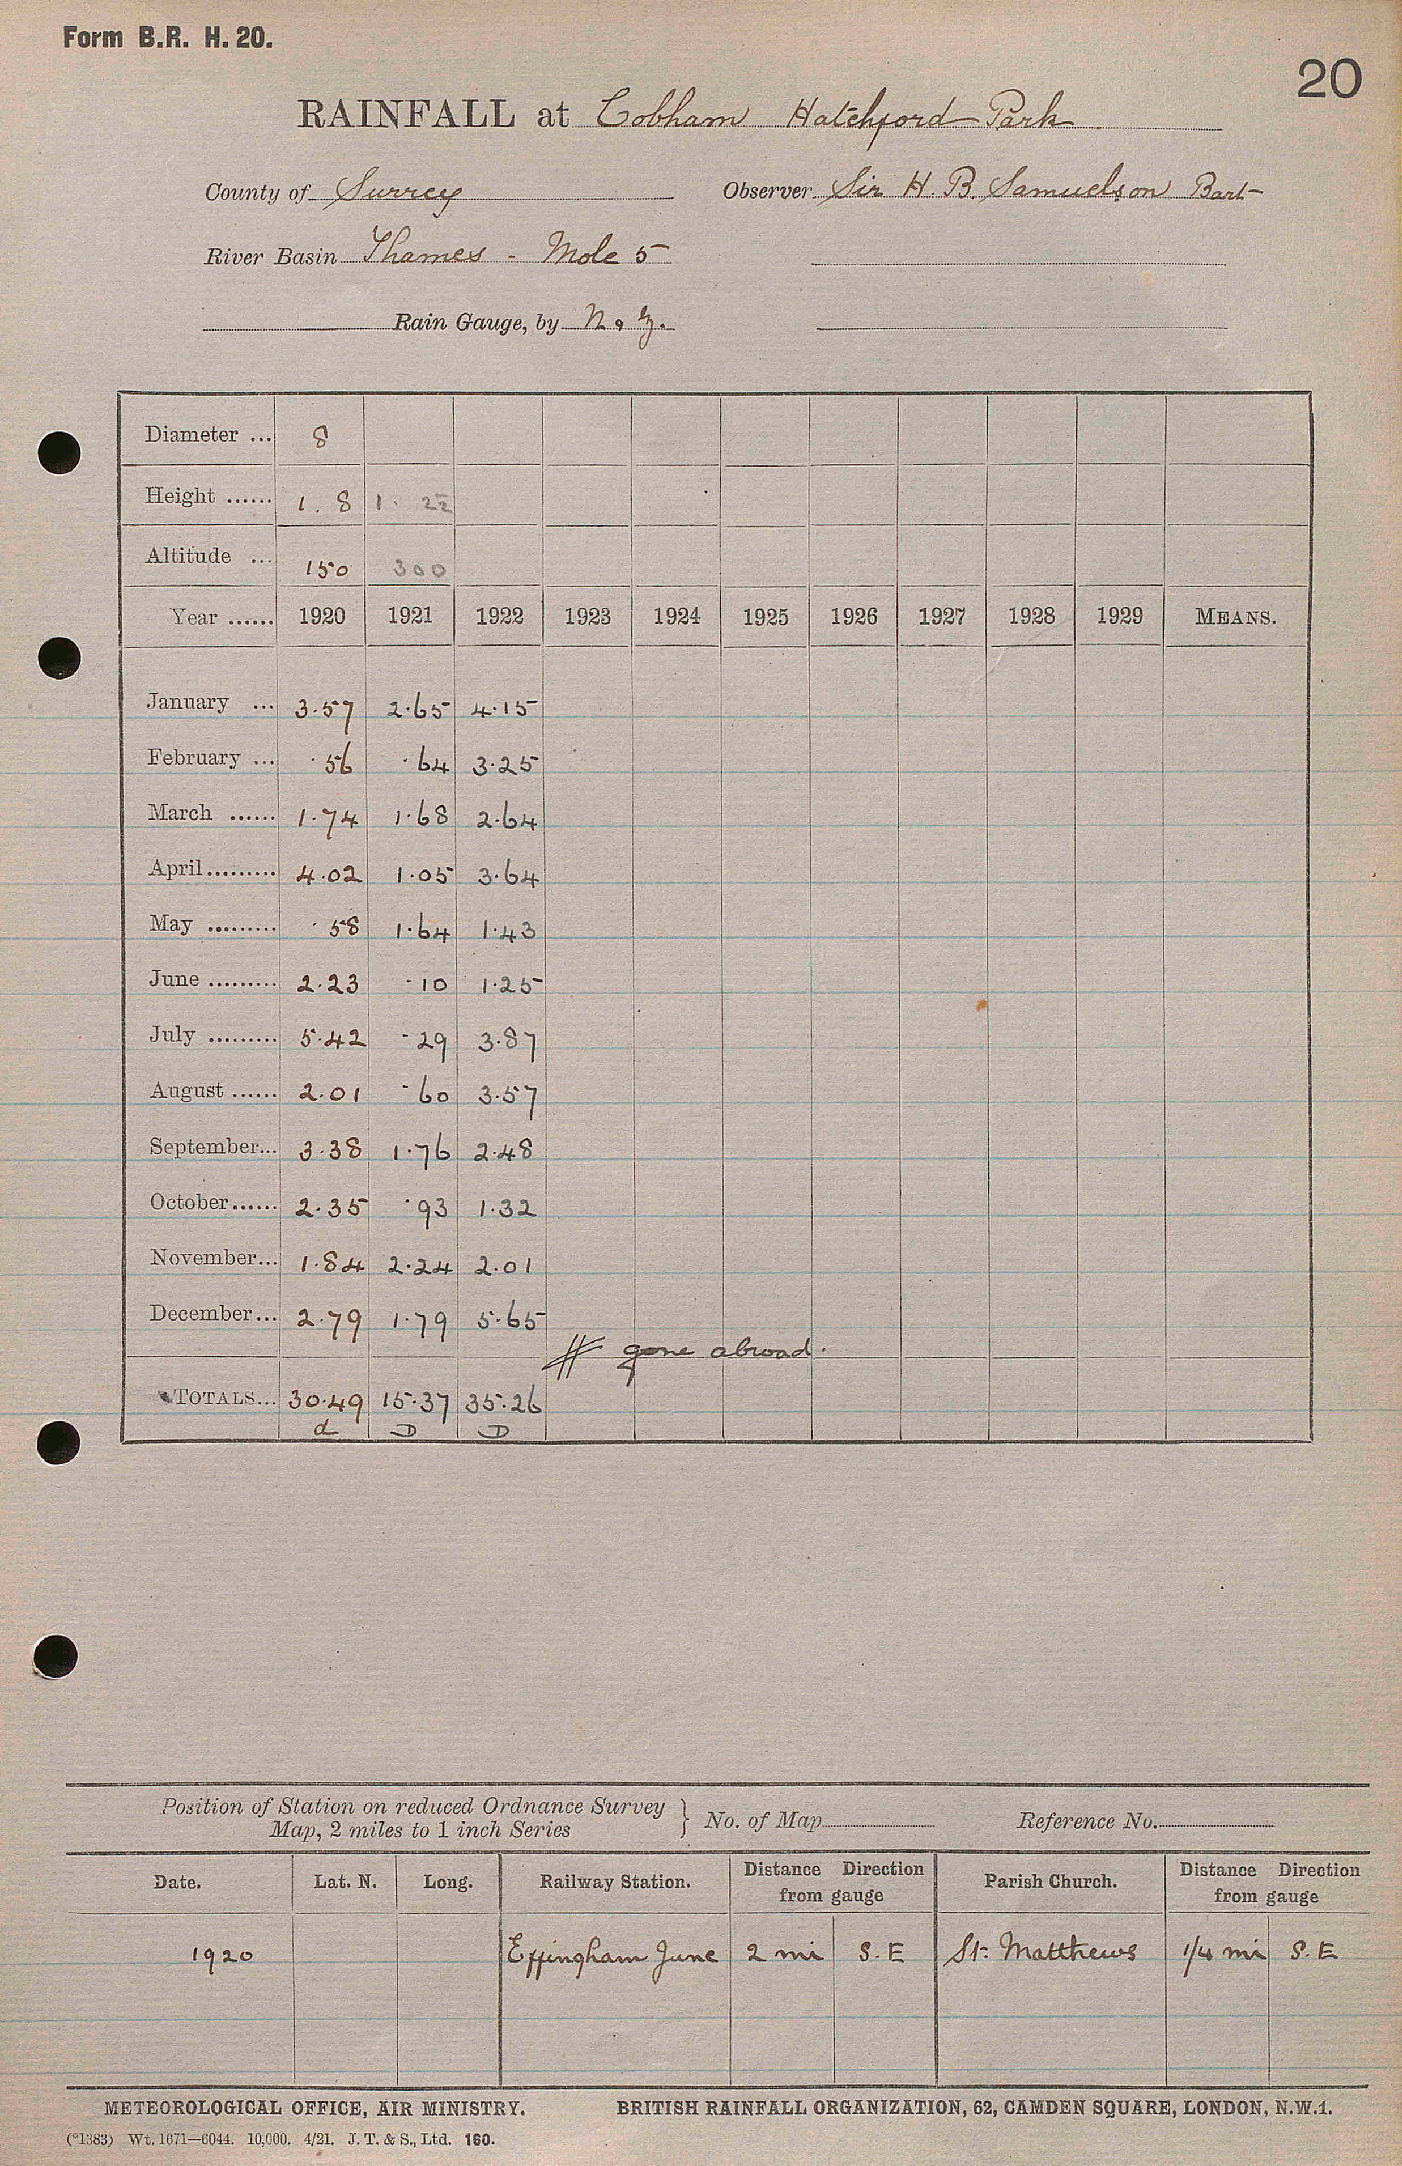 Form B.R. H. 20.
20
RAINFALL at Cobham Hatchford Park
County of Surrey Observer Sir H. B. Samuelson Bart
River Basin Thames - Mole 5
Rain Gauge, by N. & Z.
Diameter ... 8
Height ...... 1. 8 1. 22
Altitude ... 150 300
Year ...... 1920 1921 1922 1923 1924 1925 1926 1927 1928 1929 MEANS.
January ... 3.57 2.65 4.15
February ... .56 .64 3.25
March ...... 1.74 1.68 2.64
April......... 4.02 1.05 3.64
May ......... .58 1.64 1.43
June ......... 2.23 .10 1.25
July ......... 5.42 .29 3.87
August ...... 2.01 .60 3.57
September... 3.38 1.76 2.48
October...... 2.35 .93 1.32
November... 1.84 2.24 2.01
December... 2.79 1.79 5.65
# gone abroad.
TOTALS... 30.49 15.37 35.26
d D D
Position of Station on reduced Ordnance Survey
Map, 2 miles to 1 inch Series } No. of Map Reference No.
Date. Lat. N. Long. Railway Station. Distance Direction from gauge Parish Church. Distance Direction from gauge
1920 Effingham Junc 2 mi S. E St. Matthews 1/4 mi S. E
METEOROLOGICAL OFFICE, AIR MINISTRY. BRITISH RAINFALL ORGANIZATION, 62, CAMDEN SQUARE, LONDON, N.W.1.
(*1383) Wt. 1671—6044. 10,000. 4/21. J. T. & S., Ltd. 160.